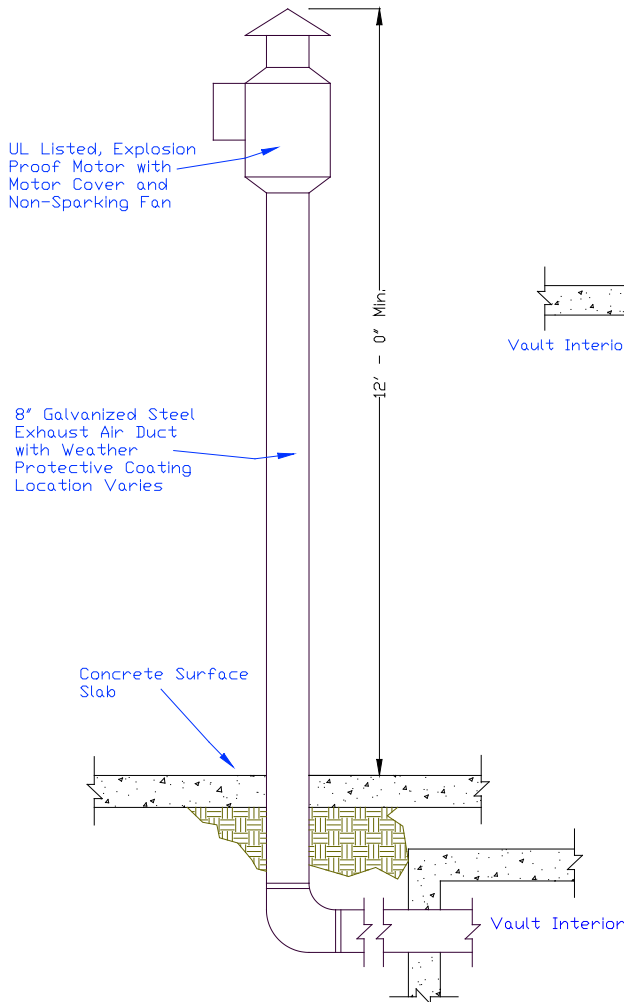 UL Listed, Explosion
Proof Motor with
Motor Cover and
Non-Sparking Fan
12' - 0" Min.
Vault Interio
8" Galvanized Steel
Exhaust Air Duct
with Weather
Protective Coating
Location Varies
Concrete Surface
Slab
Vault Interior